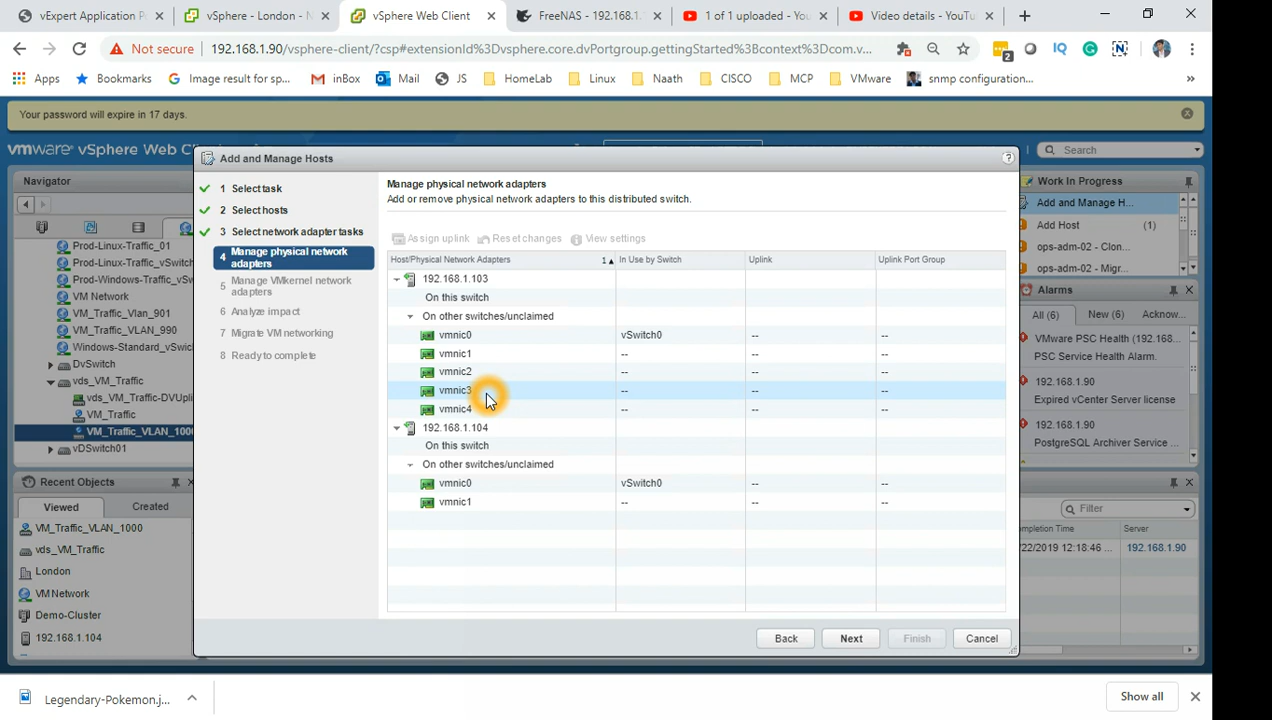 vExpert Application P
vSphere - London - N
vSphere Web Client
FreeNAS - 192.168.1.
1 of 1 uploaded - You
Video details - YouTu
Not secure
192.168.1.90/vsphere-client/?csp#extensionId%3Dvsphere.core.dvPortgroup.gettingStarted%3Bcontext%3Dcom.v...
2
Apps
Bookmarks
Image result for sp...
inBox
Mail
JS
HomeLab
Linux
Naath
CISCO
MCP
VMware
snmp configuration...
»
Your password will expire in 17 days.
vmware® vSphere Web C
Search
Navigator
Prod-Linux-Traffic_01
Prod-Linux-Traffic_vSwitch
Prod-Windows-Traffic_vSw
VM Network
VM_Traffic_Vlan_901
VM_Traffic_VLAN_990
Windows-Standard_vSwich
DvSwitch
vds_VM_Traffic
vds_VM_Traffic-DVUpli
VM_Traffic
VM_Traffic_VLAN_1000
vDSwitch01
Recent Objects
Viewed
Created
VM_Traffic_VLAN_1000
vds_VM_Traffic
London
VM Network
Demo-Cluster
192.168.1.104
Add and Manage Hosts
?
1 Select task
2 Select hosts
3 Select network adapter tasks
4 Manage physical network
adapters
5 Manage VMkernel network
adapters
6 Analyze impact
7 Migrate VM networking
8 Ready to complete
Manage physical network adapters
Add or remove physical network adapters to this distributed switch.
Assign uplink
Reset changes
View settings
Host/Physical Network Adapters 1 ▲ In Use by Switch Uplink Uplink Port Group
192.168.1.103
On this switch
On other switches/unclaimed
vmnic0 vSwitch0 -- --
vmnic1 -- -- --
vmnic2 -- -- --
vmnic3 -- -- --
vmnic4 -- -- --
192.168.1.104
On this switch
On other switches/unclaimed
vmnic0 vSwitch0 -- --
vmnic1 -- -- --
Back
Next
Finish
Cancel
Work In Progress
Add and Manage H...
Add Host (1)
ops-adm-02 - Clon...
ops-adm-02 - Migr...
Alarms
All (6)
New (6)
Acknow...
VMware PSC Health (192.168...
PSC Service Health Alarm.
192.168.1.90
Expired vCenter Server license
192.168.1.90
PostgreSQL Archiver Service ...
Filter
mpletion Time
Server
/22/2019 12:18:46 ...
192.168.1.90
Legendary-Pokemon.j...
Show all